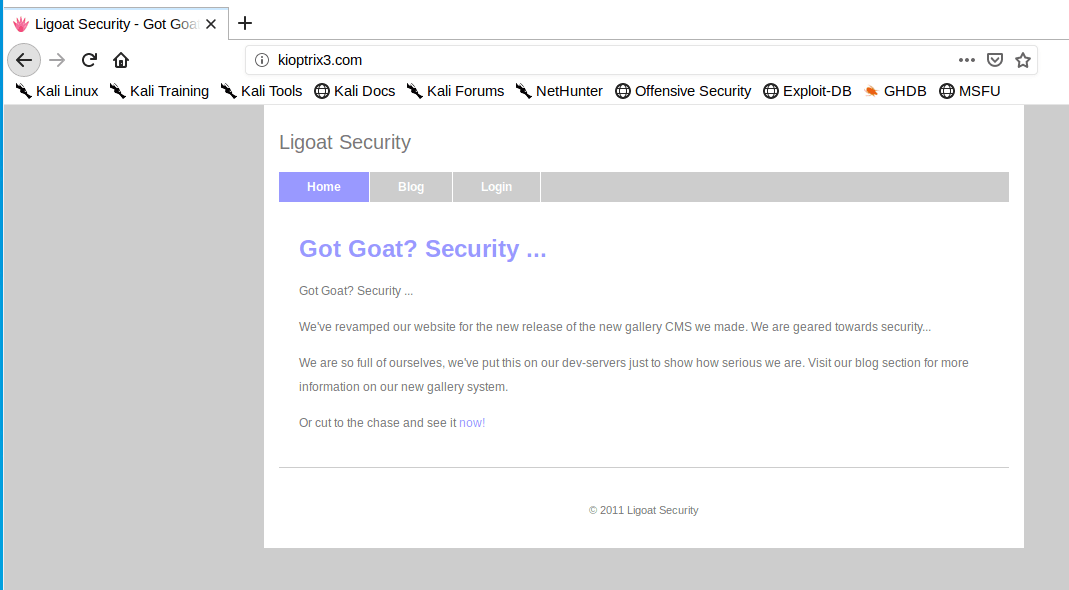 Ligoat Security - Got Goa
kioptrix3.com
Kali Linux Kali Training Kali Tools Kali Docs Kali Forums NetHunter Offensive Security Exploit-DB GHDB MSFU
Ligoat Security
Home Blog Login
Got Goat? Security ...
Got Goat? Security ...
We've revamped our website for the new release of the new gallery CMS we made. We are geared towards security...
We are so full of ourselves, we've put this on our dev-servers just to show how serious we are. Visit our blog section for more
information on our new gallery system.
Or cut to the chase and see it now!
© 2011 Ligoat Security